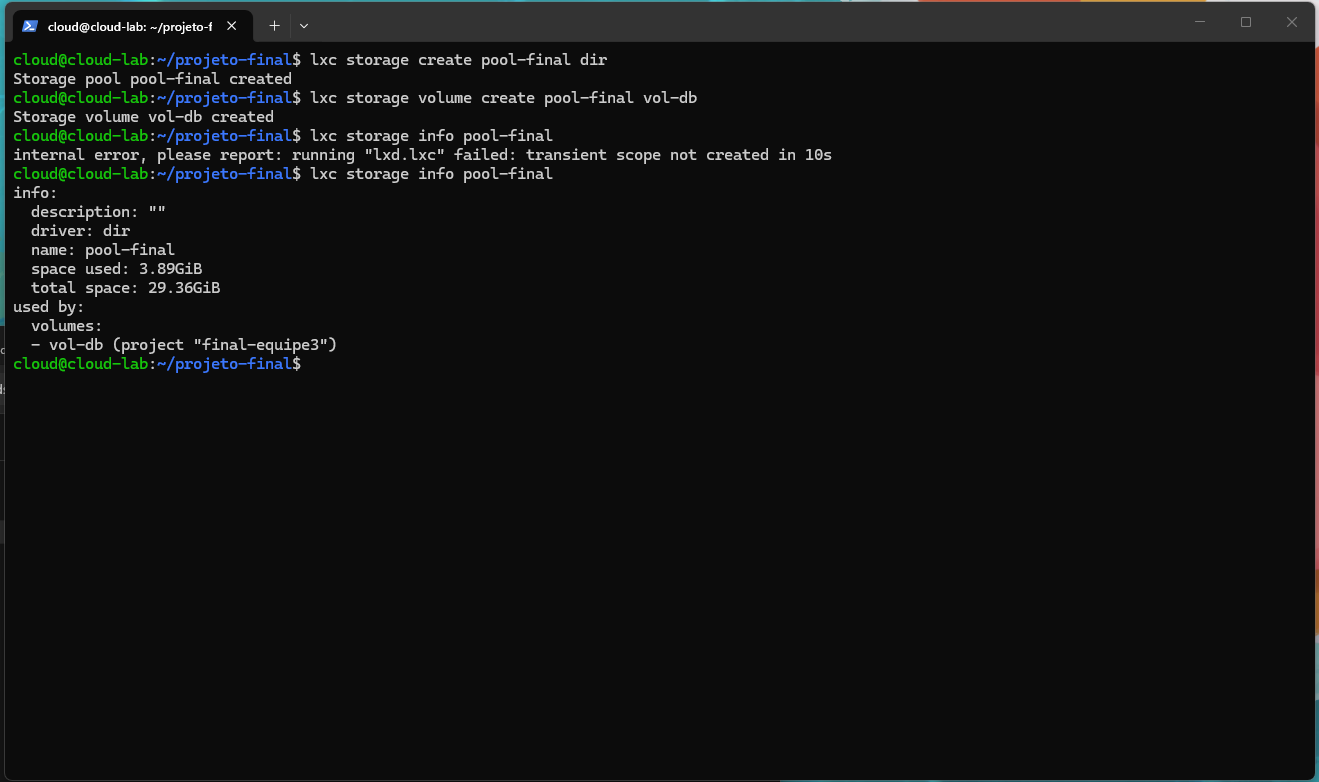 cloud@cloud-lab: ~/projeto-f
cloud@cloud-lab:~/projeto-final$ lxc storage create pool-final dir
Storage pool pool-final created
cloud@cloud-lab:~/projeto-final$ lxc storage volume create pool-final vol-db
Storage volume vol-db created
cloud@cloud-lab:~/projeto-final$ lxc storage info pool-final
internal error, please report: running "lxd.lxc" failed: transient scope not created in 10s
cloud@cloud-lab:~/projeto-final$ lxc storage info pool-final
info:
  description: ""
  driver: dir
  name: pool-final
  space used: 3.89GiB
  total space: 29.36GiB
used by:
  volumes:
  - vol-db (project "final-equipe3")
cloud@cloud-lab:~/projeto-final$